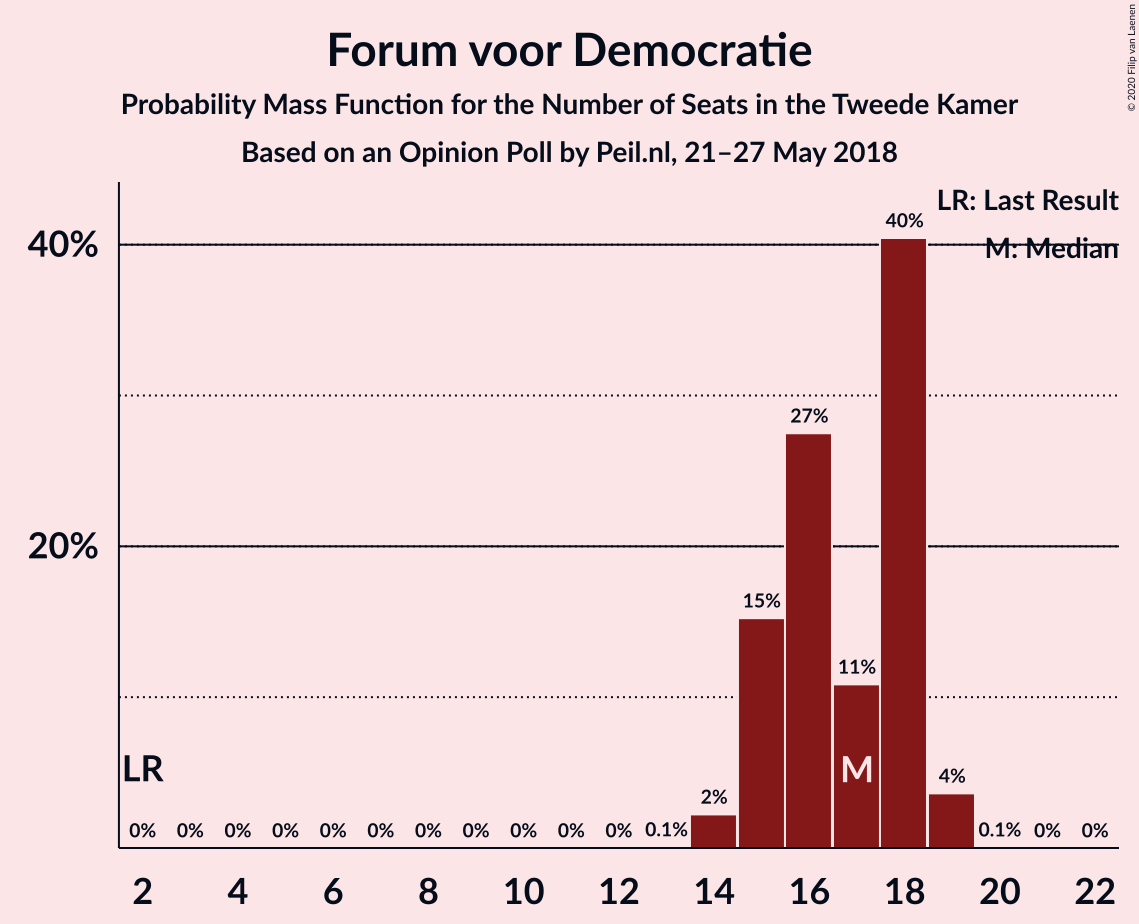 Forum voor Democratie
Probability Mass Function for the Number of Seats in the Tweede Kamer
Based on an Opinion Poll by Peil.nl, 21–27 May 2018
© 2020 Filip van Laenen
LR: Last Result
M: Median
40%
20%
40%
27%
15%
11%
4%
2%
LR
M
0% 0% 0% 0% 0% 0% 0% 0% 0% 0% 0% 0.1% 0.1% 0% 0%
2 4 6 8 10 12 14 16 18 20 22